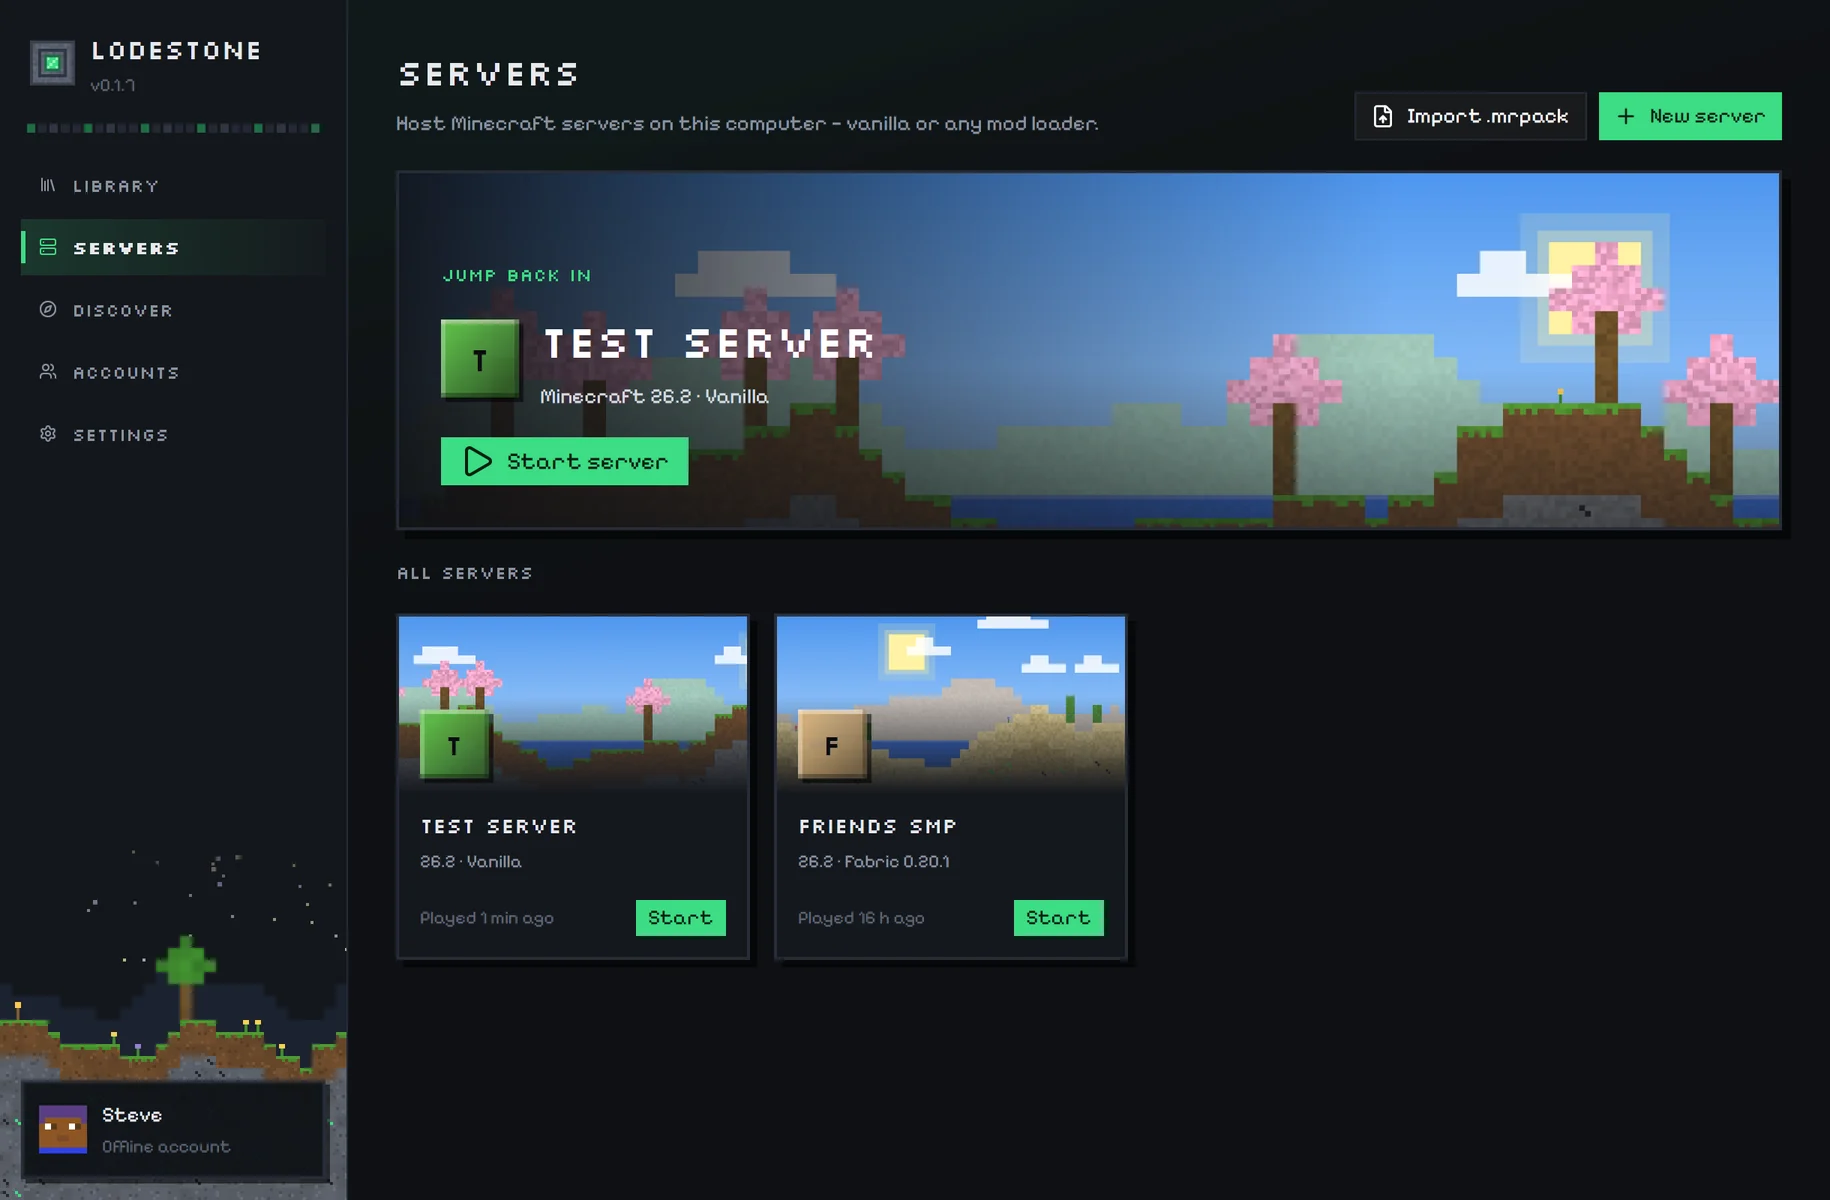 LODESTONE
v0.1.7
LIBRARY
SERVERS
DISCOVER
ACCOUNTS
SETTINGS
Steve
Offline account
SERVERS
Host Minecraft servers on this computer – vanilla or any mod loader.
Import .mrpack
New server
JUMP BACK IN
T
TEST SERVER
Minecraft 26.2 · Vanilla
Start server
ALL SERVERS
T
TEST SERVER
26.2 · Vanilla
Played 1 min ago
Start
F
FRIENDS SMP
26.2 · Fabric 0.20.1
Played 16 h ago
Start